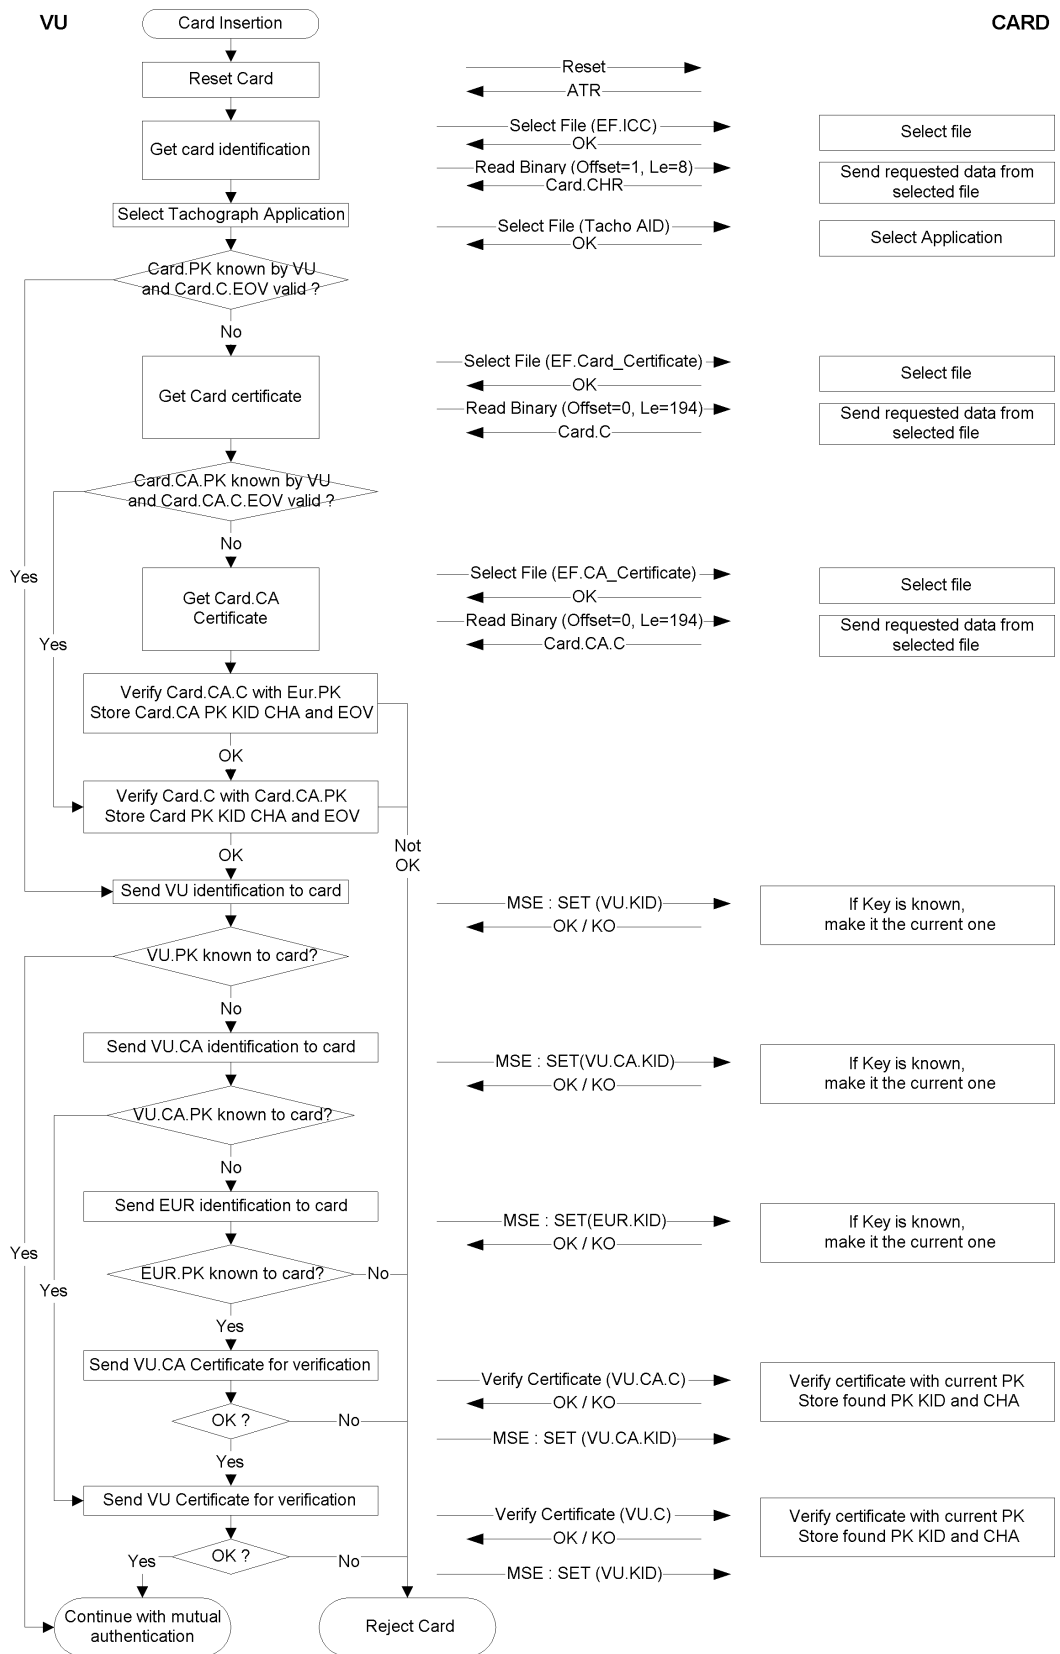 VU
CARD
Card Insertion
Reset Card
Reset
ATR
Get card identification
Select File (EF.ICC)
OK
Select file
Read Binary (Offset=1, Le=8)
Card.CHR
Send requested data from
selected file
Select Tachograph Application
Select File (Tacho AID)
OK
Select Application
Card.PK known by VU
and Card.C.EOV valid ?
No
Get Card certificate
Select File (EF.Card_Certificate)
OK
Select file
Read Binary (Offset=0, Le=194)
Card.C
Send requested data from
selected file
Card.CA.PK known by VU
and Card.CA.C.EOV valid ?
No
Yes
Get Card.CA
Certificate
Select File (EF.CA_Certificate)
OK
Select file
Yes
Read Binary (Offset=0, Le=194)
Card.CA.C
Send requested data from
selected file
Verify Card.CA.C with Eur.PK
Store Card.CA PK KID CHA and EOV
OK
Verify Card.C with Card.CA.PK
Store Card PK KID CHA and EOV
OK
Not
OK
Send VU identification to card
MSE : SET (VU.KID)
OK / KO
If Key is known,
make it the current one
VU.PK known to card?
No
Send VU.CA identification to card
MSE : SET(VU.CA.KID)
OK / KO
If Key is known,
make it the current one
VU.CA.PK known to card?
No
Send EUR identification to card
MSE : SET(EUR.KID)
OK / KO
If Key is known,
make it the current one
Yes
EUR.PK known to card?
No
Yes
Yes
Send VU.CA Certificate for verification
Verify Certificate (VU.CA.C)
OK / KO
Verify certificate with current PK
Store found PK KID and CHA
OK ?
No
MSE : SET (VU.CA.KID)
Yes
Send VU Certificate for verification
Verify Certificate (VU.C)
OK / KO
Verify certificate with current PK
Store found PK KID and CHA
OK ?
Yes
No
MSE : SET (VU.KID)
Continue with mutual
authentication
Reject Card